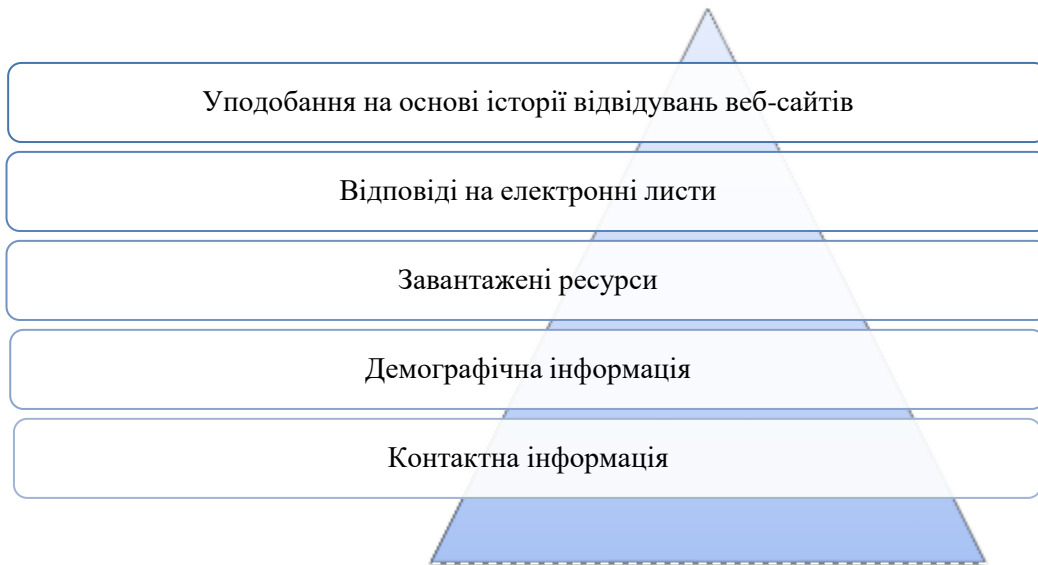 Уподобання на основі історії відвідувань веб-сайтів
Відповіді на електронні листи
Завантажені ресурси
Демографічна інформація
Контактна інформація